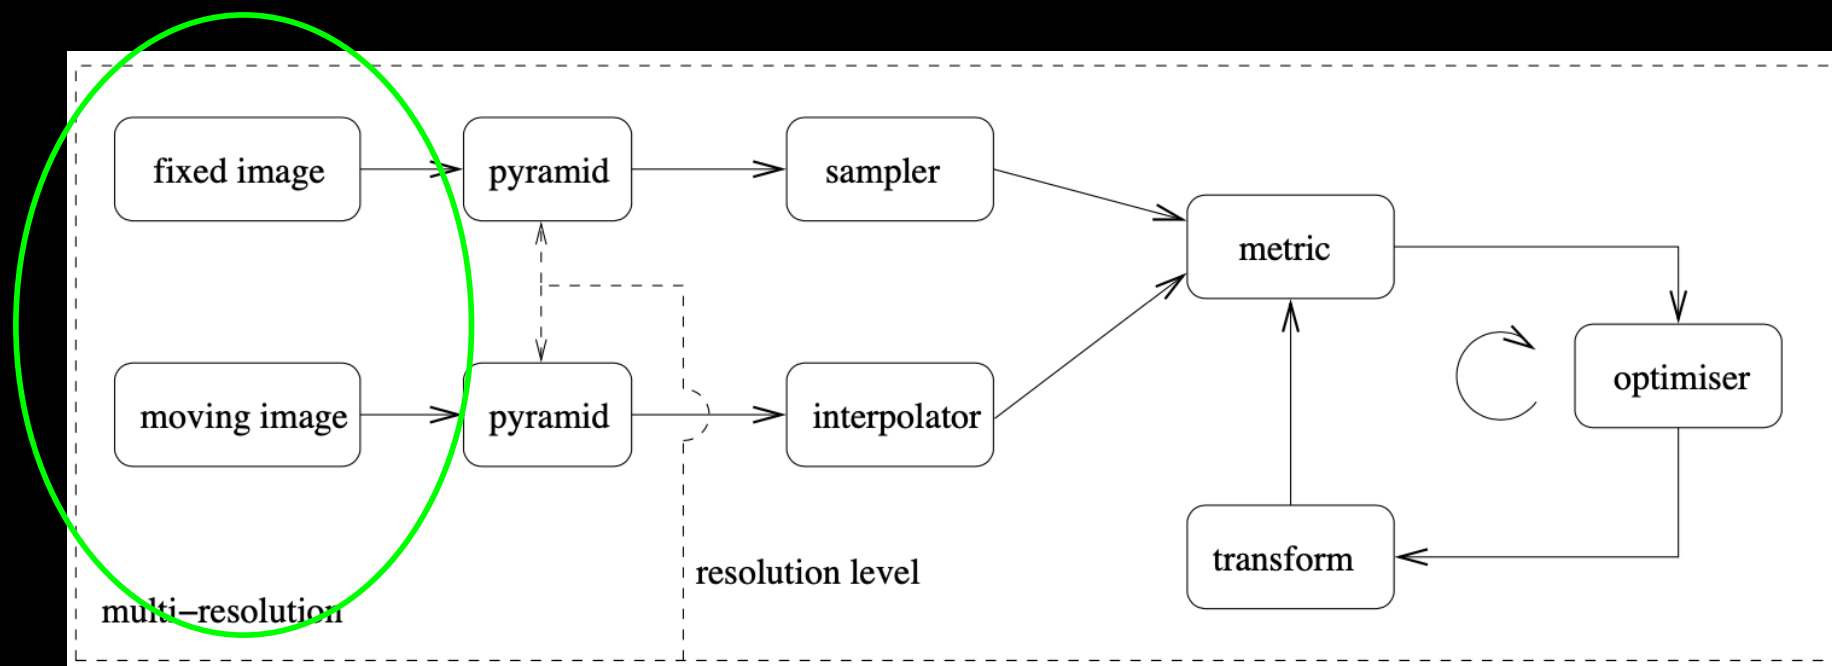 fixed image
pyramid
sampler
metric
moving image
pyramid
interpolator
optimiser
transform
resolution level
multi–resolution